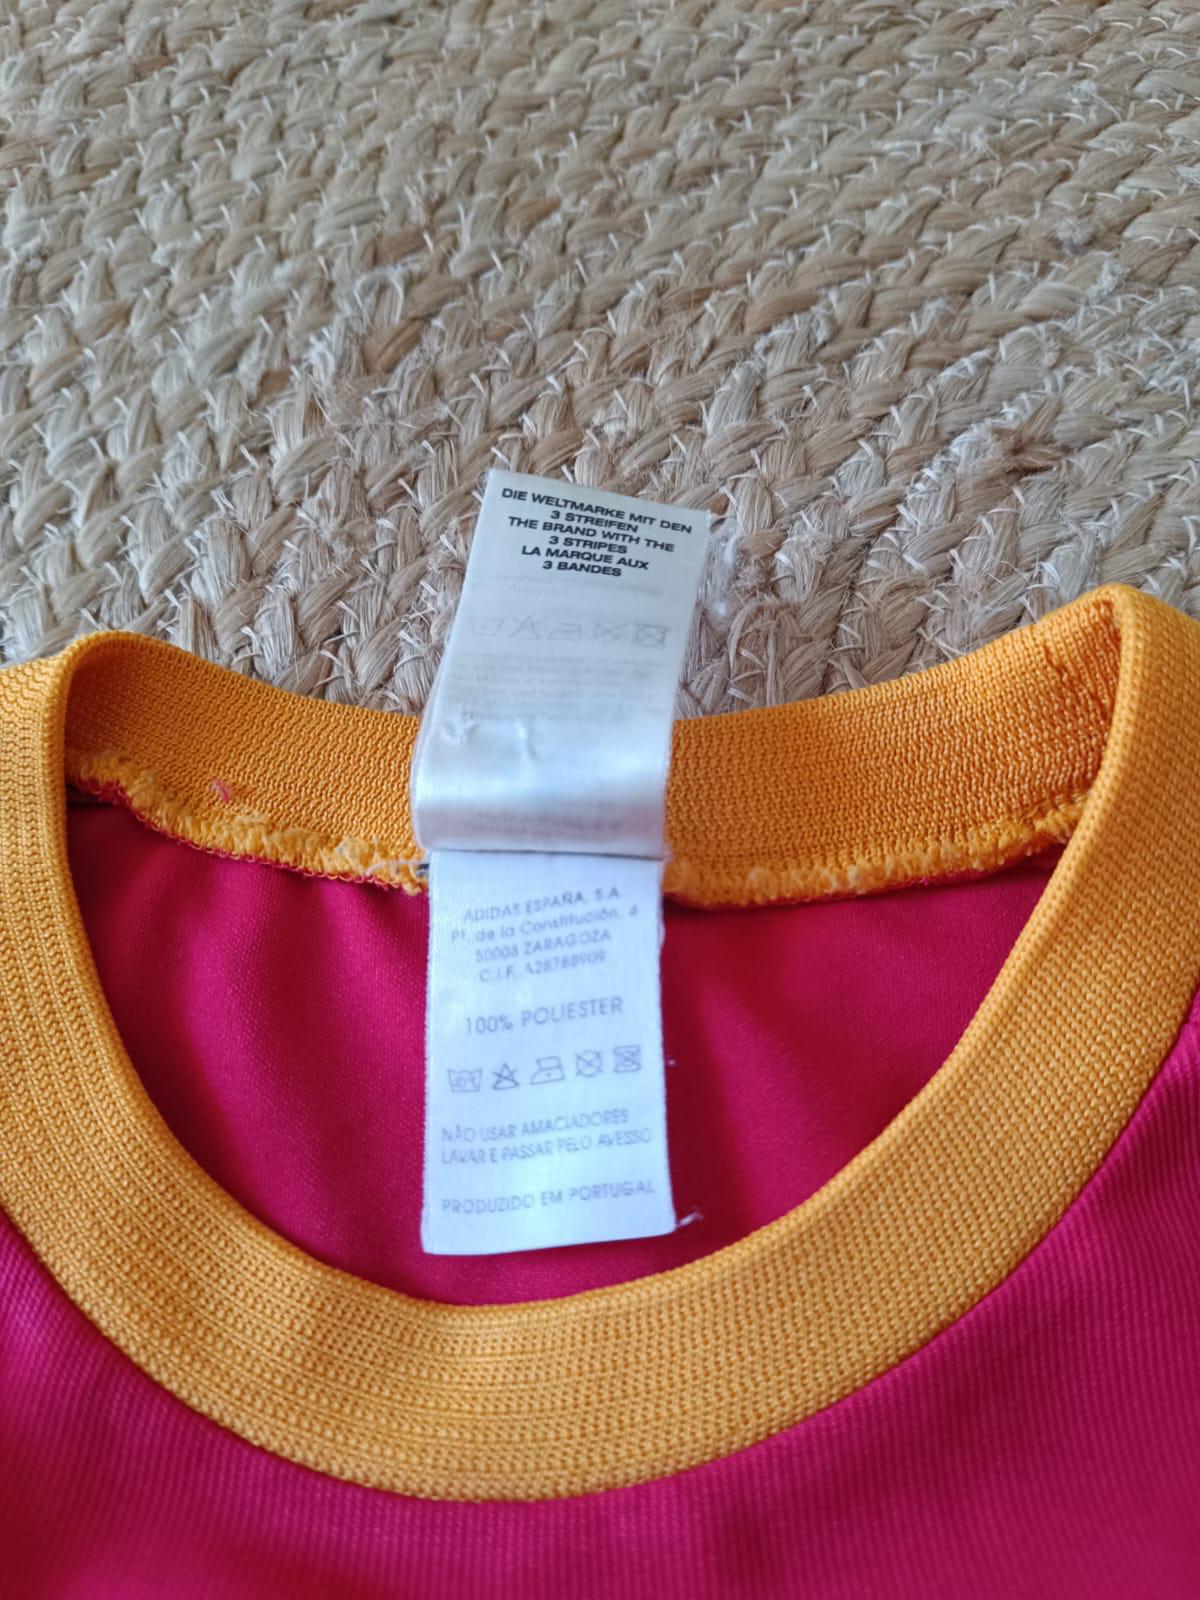 DIE WELTMARKE MIT DEN
3 STREIFEN
THE BRAND WITH THE
3 STRIPES
LA MARQUE AUX
3 BANDES
ADIDAS ESPAÑA, S.A.
Pl. de la Constitución, 4
50008 ZARAGOZA
C.I.F. A28788909
100% POLIESTER
40°
NÃO USAR AMACIADORES
LAVAR E PASSAR PELO AVESSO
PRODUZIDO EM PORTUGAL